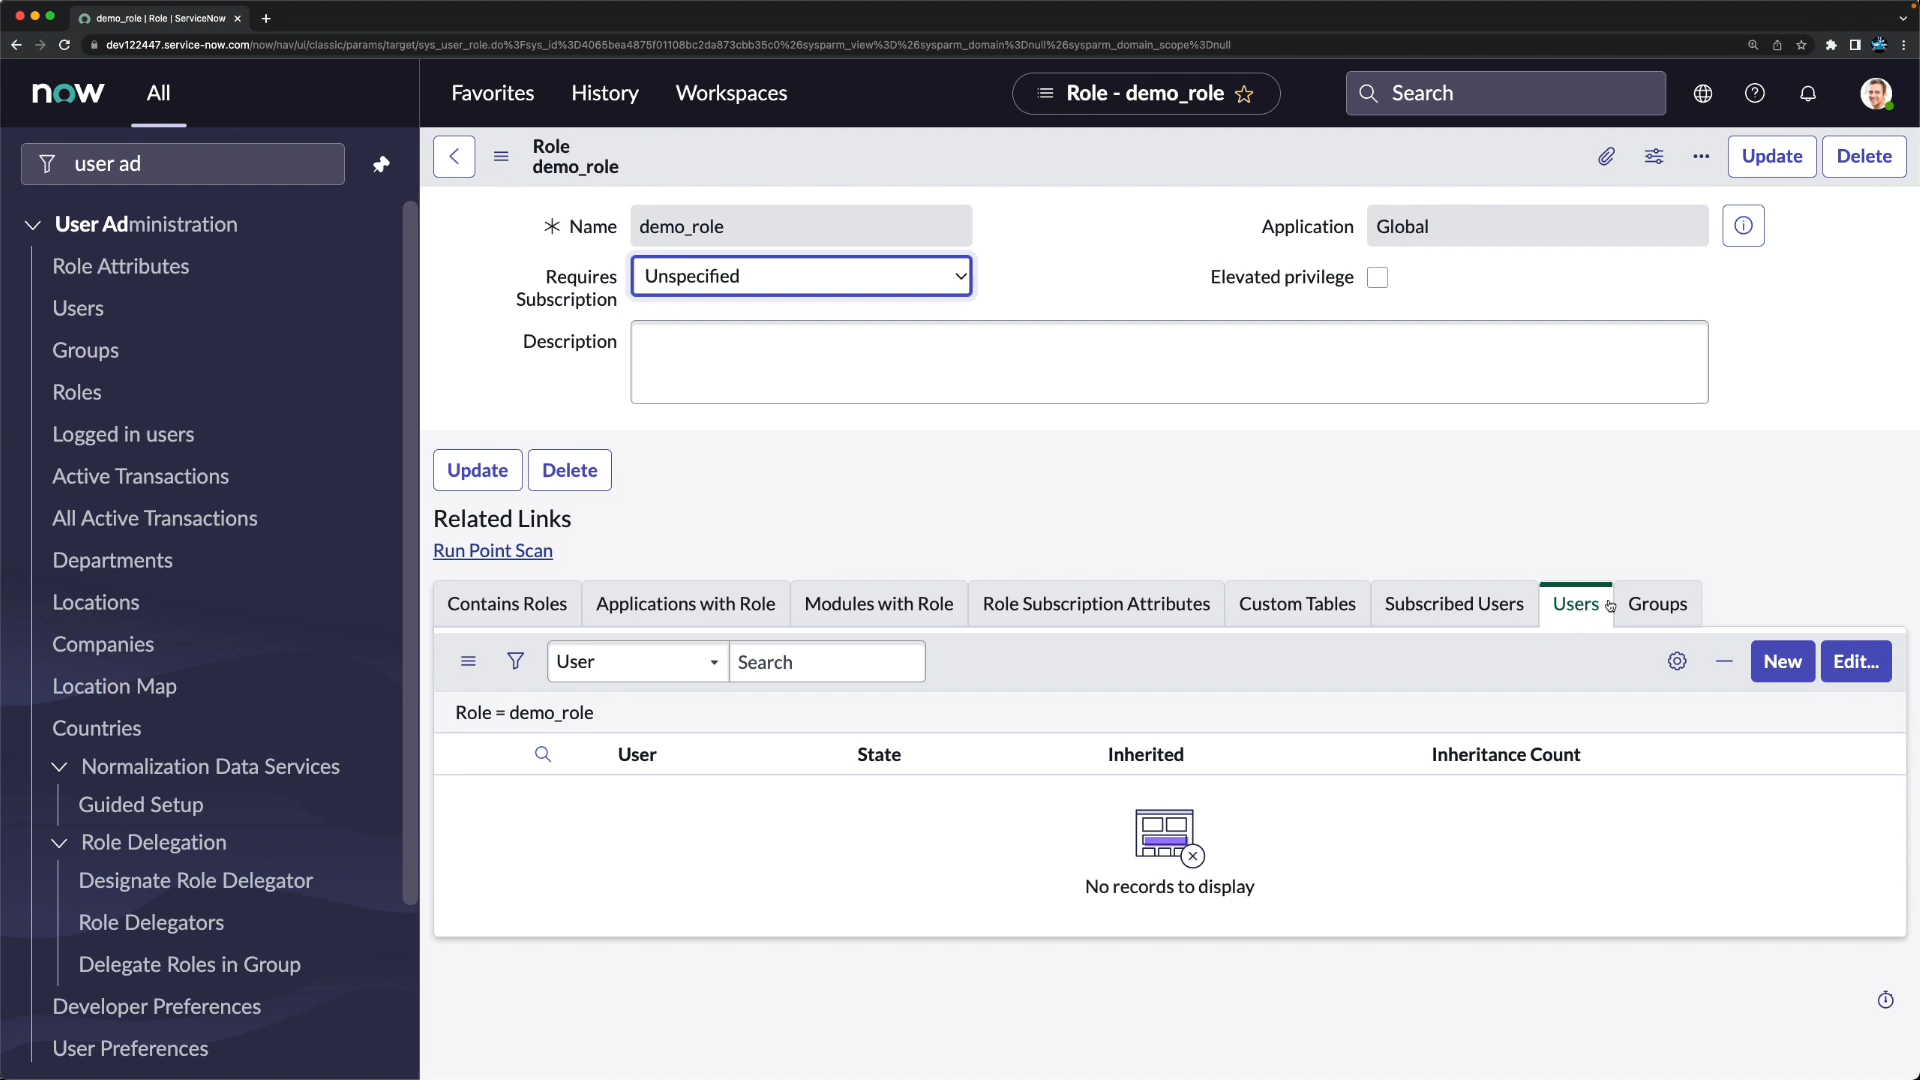 demo_role | Role | ServiceNow
dev122447.service-now.com/now/nav/ui/classic/params/target/sys_user_role.do%3Fsys_id%3D4065bea4875f01108bc2da873cbb35c0%26sysparm_view%3D%26sysparm_domain%3Dnull%26sysparm_domain_scope%3Dnull
now
All
Favorites
History
Workspaces
Role - demo_role
Search
user ad
User Administration
Role Attributes
Users
Groups
Roles
Logged in users
Active Transactions
All Active Transactions
Departments
Locations
Companies
Location Map
Countries
Normalization Data Services
Guided Setup
Role Delegation
Designate Role Delegator
Role Delegators
Delegate Roles in Group
Developer Preferences
User Preferences
Role
demo_role
Update
Delete
Name
demo_role
Application
Global
Requires Subscription
Unspecified
Elevated privilege
Description
Update
Delete
Related Links
Run Point Scan
Contains Roles
Applications with Role
Modules with Role
Role Subscription Attributes
Custom Tables
Subscribed Users
Users
Groups
User
Search
New
Edit...
Role = demo_role
User
State
Inherited
Inheritance Count
No records to display